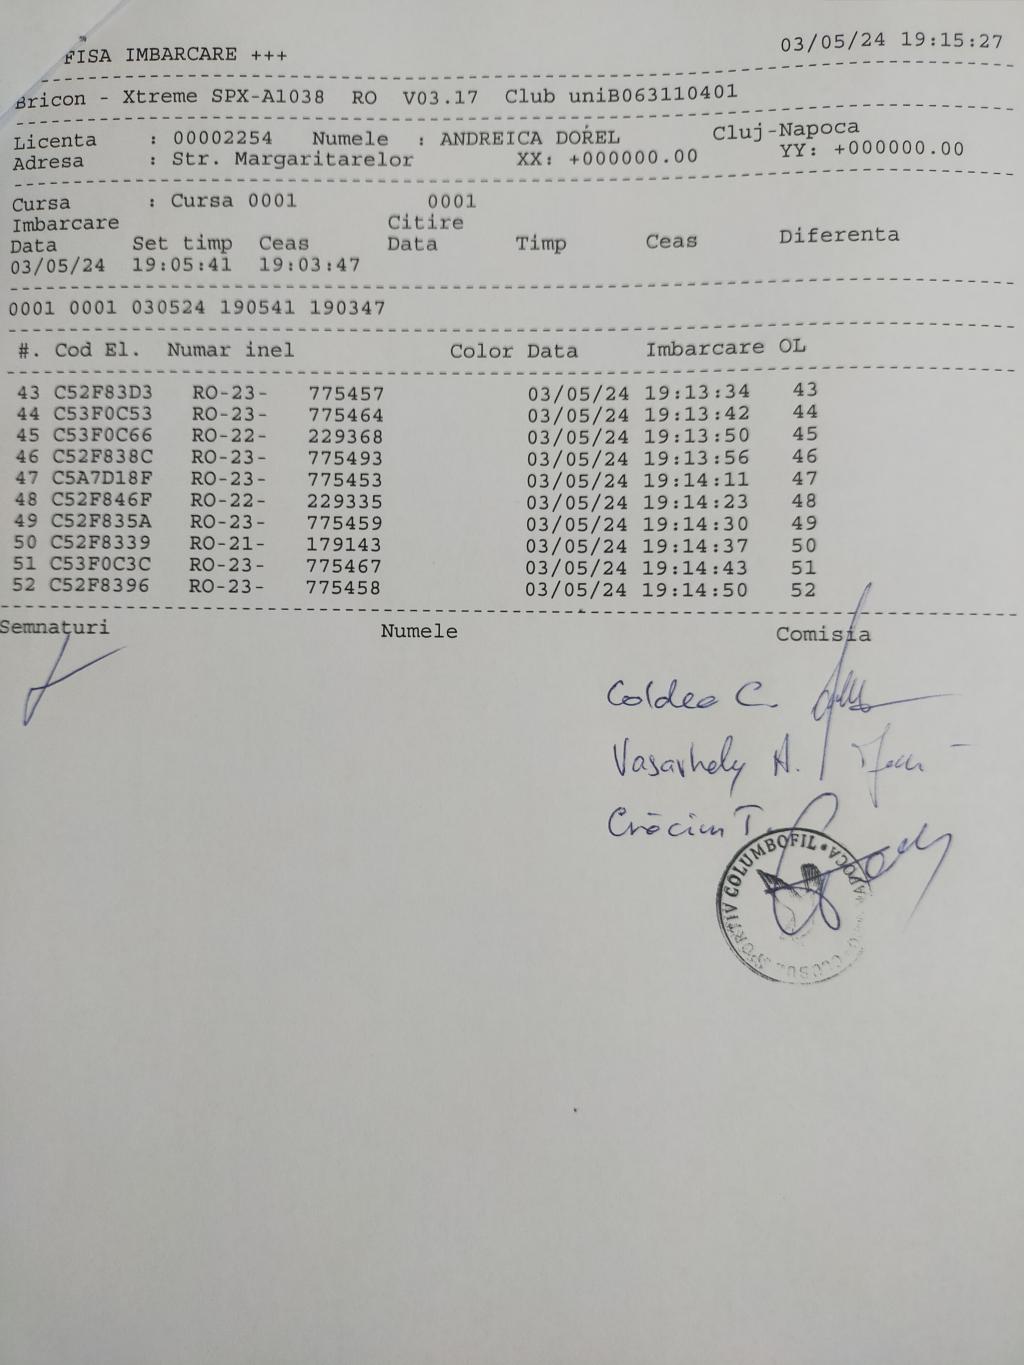 FISA IMBARCARE +++ 03/05/24 19:15:27
Bricon - Xtreme SPX-A1038 RO V03.17 Club uniB063110401
Licenta : 00002254 Numele : ANDREICA DOREL Cluj-Napoca
Adresa : Str. Margaritarelor XX: +000000.00 YY: +000000.00
Cursa : Cursa 0001 0001
Imbarcare Citire
Data Set timp Ceas Data Timp Ceas Diferenta
03/05/24 19:05:41 19:03:47
0001 0001 030524 190541 190347
#. Cod El. Numar inel Color Data Imbarcare OL
43 C52F83D3 RO-23- 775457 03/05/24 19:13:34 43
44 C53F0C53 RO-23- 775464 03/05/24 19:13:42 44
45 C53F0C66 RO-22- 229368 03/05/24 19:13:50 45
46 C52F838C RO-23- 775493 03/05/24 19:13:56 46
47 C5A7D18F RO-23- 775453 03/05/24 19:14:11 47
48 C52F846F RO-22- 229335 03/05/24 19:14:23 48
49 C52F835A RO-23- 775459 03/05/24 19:14:30 49
50 C52F8339 RO-21- 179143 03/05/24 19:14:37 50
51 C53F0C3C RO-23- 775467 03/05/24 19:14:43 51
52 C52F8396 RO-23- 775458 03/05/24 19:14:50 52
Semnaturi Numele Comisia
Coldea C.
Vasarhely A.
Crăciun T.
SPORTIV COLUMBOFIL